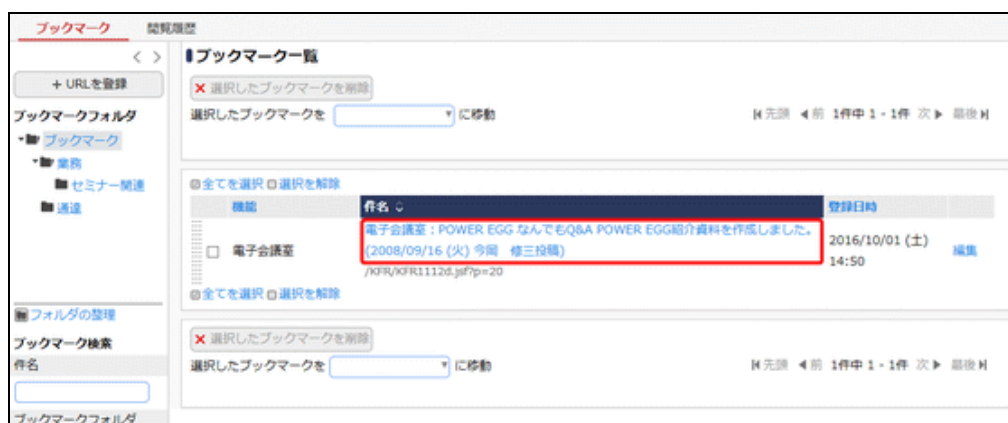 ブックマーク 閲覧履歴
< >
+ URLを登録
ブックマークフォルダ
ブックマーク
業務
セミナー関連
通達
フォルダの整理
ブックマーク検索
件名
ブックマークフォルダ
ブックマーク一覧
選択したブックマークを削除
選択したブックマークを に移動
先頭 前 1件中 1 - 1件 次 最後
全てを選択 選択を解除
機能 件名 登録日時
電子会議室
電子会議室:POWER EGG なんでもQ&A POWER EGG紹介資料を作成しました。
(2008/09/16 (火) 今岡 修三投稿)
/KFR/KFR1112d.jsf?p=20
2016/10/01 (土)
14:50
編集
全てを選択 選択を解除
選択したブックマークを削除
選択したブックマークを に移動
先頭 前 1件中 1 - 1件 次 最後